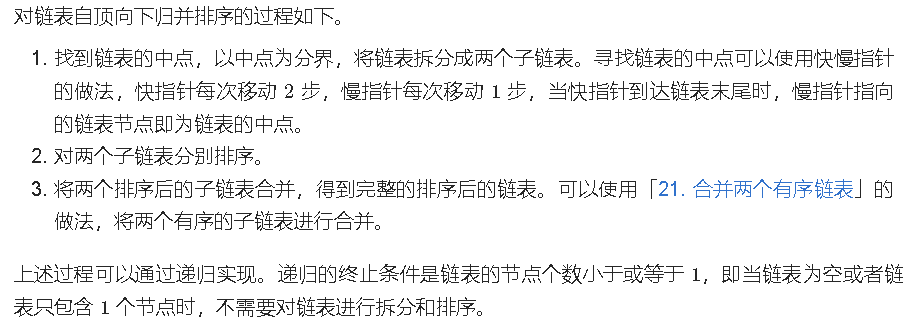 对链表自顶向下归并排序的过程如下。
1. 找到链表的中点，以中点为分界，将链表拆分成两个子链表。寻找链表的中点可以使用快慢指针
的做法，快指针每次移动 2 步，慢指针每次移动 1 步，当快指针到达链表末尾时，慢指针指向
的链表节点即为链表的中点。
2. 对两个子链表分别排序。
3. 将两个排序后的子链表合并，得到完整的排序后的链表。可以使用「21. 合并两个有序链表」的
做法，将两个有序的子链表进行合并。
上述过程可以通过递归实现。递归的终止条件是链表的节点个数小于或等于 1，即当链表为空或者链
表只包含 1 个节点时，不需要对链表进行拆分和排序。